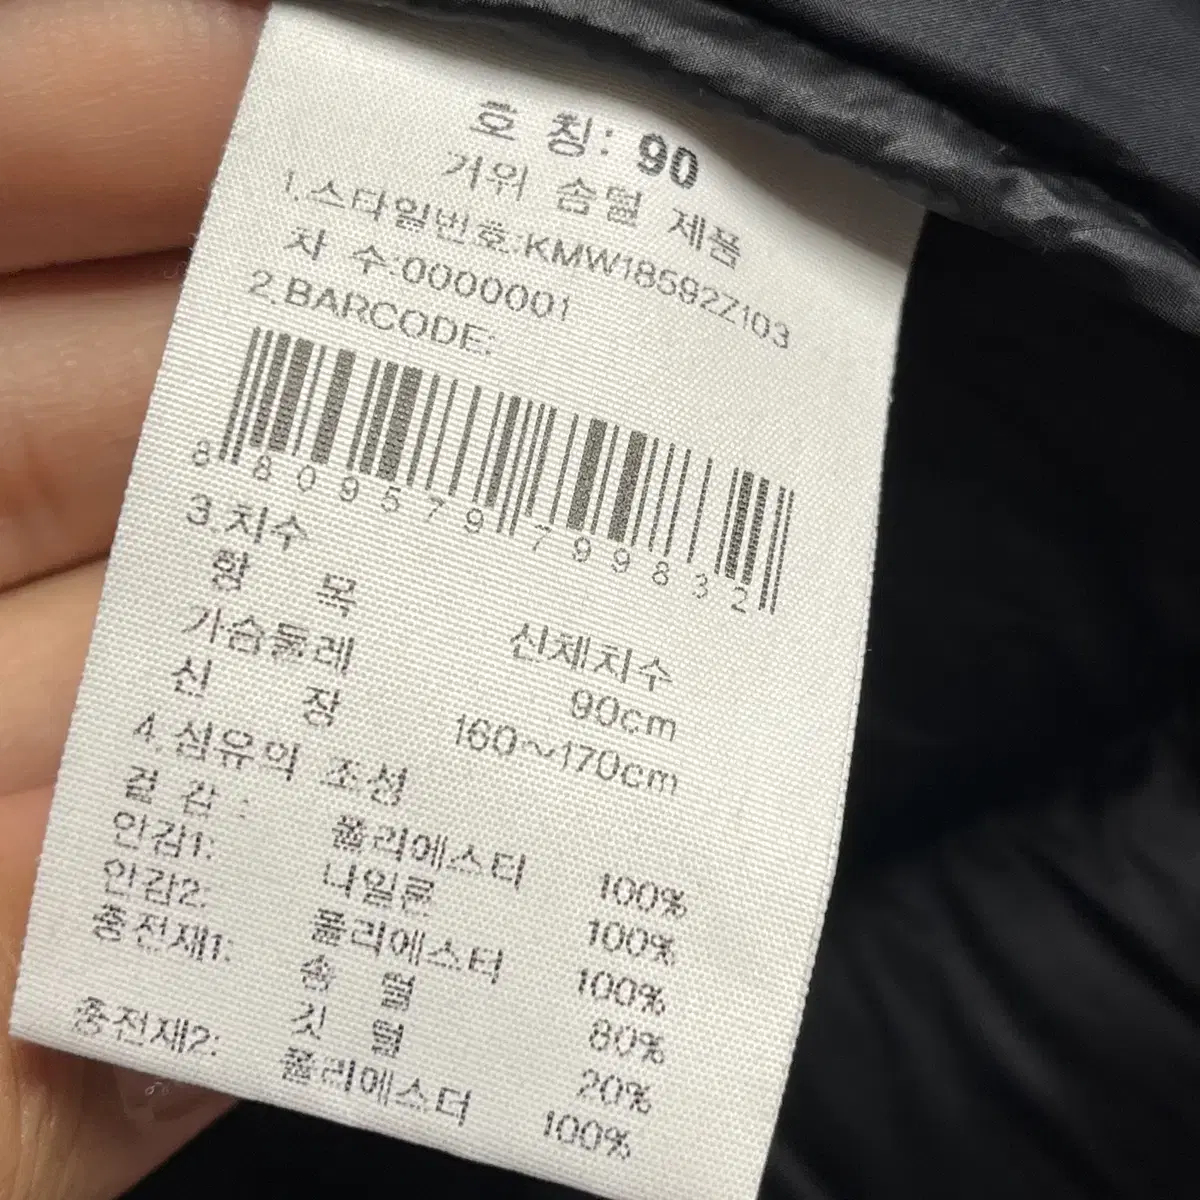 호 칭: 90
거위 솜털 제품
1.스타일번호:KMW18592Z103
차 수:0000001
2.BARCODE:
8 809579 799832
3.치수
항 목 신체치수
가슴둘레 90cm
신 장 160~170cm
4.섬유의 조성
겉 감 : 폴리에스터 100%
안감1: 나일론 100%
안감2: 폴리에스터 100%
충전재1: 솜 털 80%
깃 털 20%
충전재2: 폴리에스터 100%